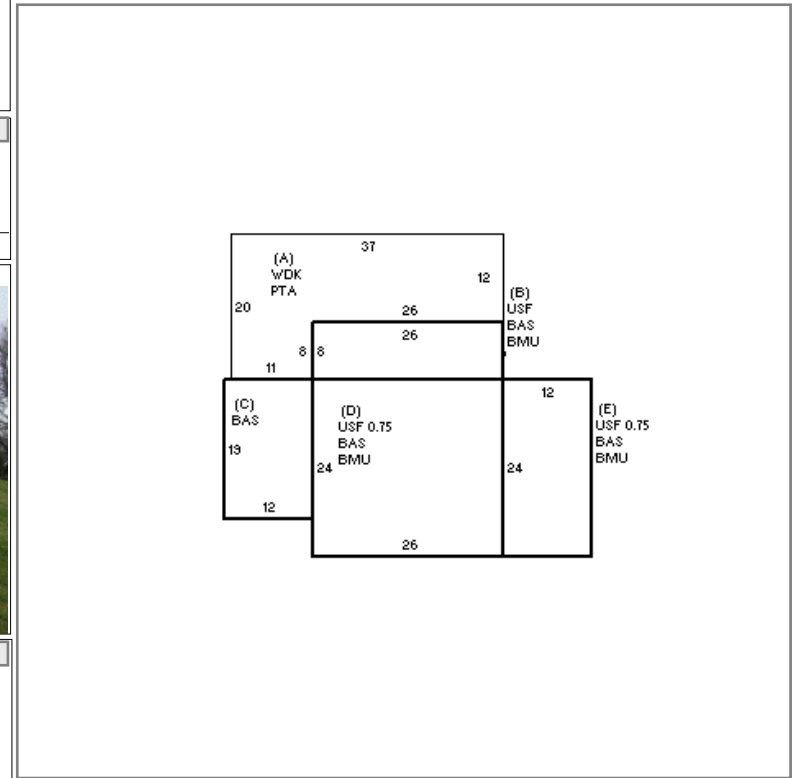 37
(A)
WDK
PTA
12
20
(B)
USF
BAS
BMU
26
26
8 8
11
12
(C)
BAS
(D)
USF 0.75
BAS
BMU
(E)
USF 0.75
BAS
BMU
19
24
24
12
26